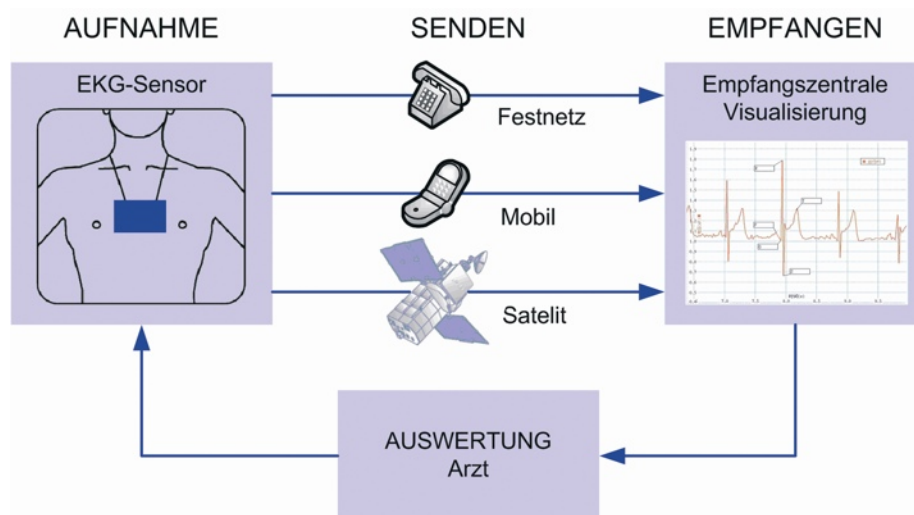 AUFNAHME
SENDEN
EMPFANGEN
EKG-Sensor
Festnetz
Mobil
Satelit
Empfangszentrale
Visualisierung
AUSWERTUNG
Arzt